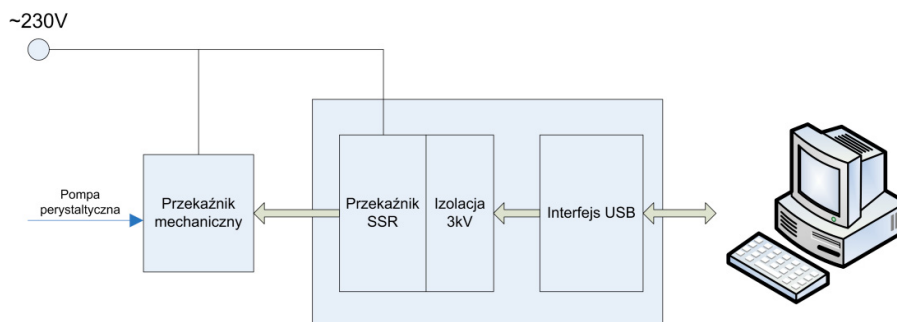 ~230V
Pompa
perystaltyczna
Przekaźnik
mechaniczny
Przekaźnik
SSR
Izolacja
3kV
Interfejs USB